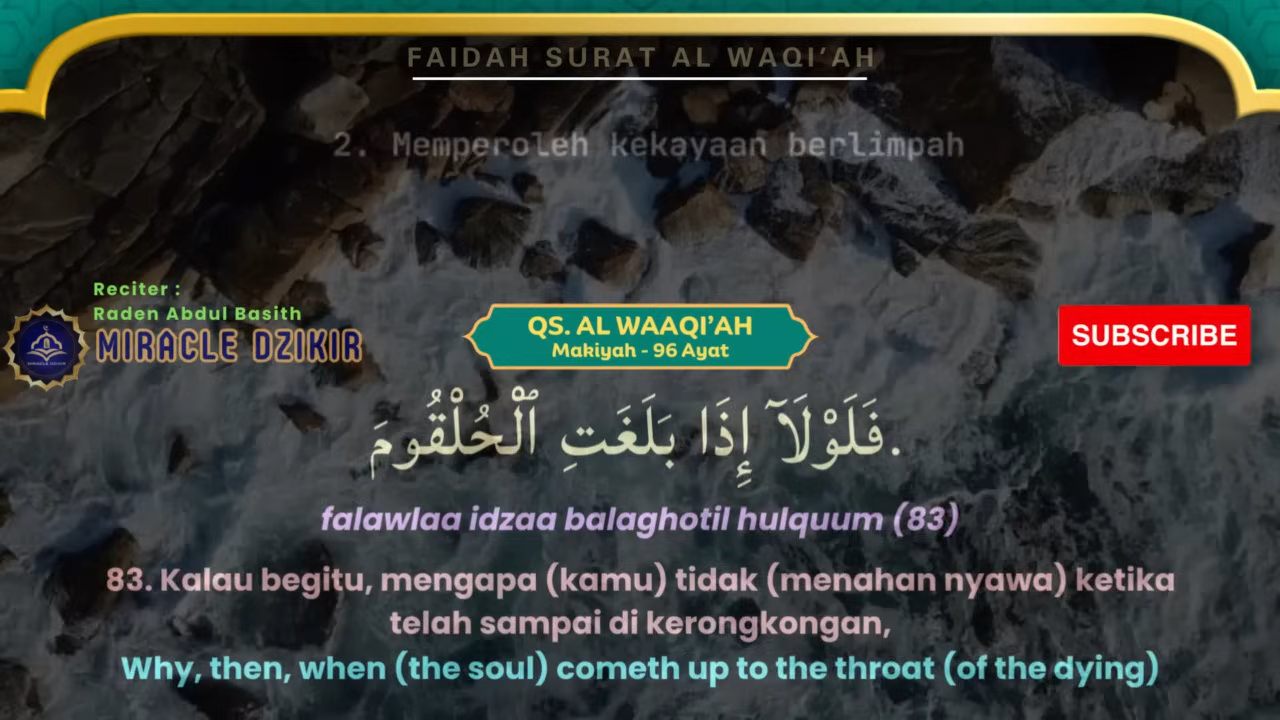 FAIDAH SURAT AL WAQI’AH
2. Memperoleh kekayaan berlimpah
Reciter :
Raden Abdul Basith
MIRACLE DZIKIR
QS. AL WAAQI’AH
Makiyah - 96 Ayat
SUBSCRIBE
فَلَوْلَآ إِذَا بَلَغَتِ ٱلْحُلْقُومَ.
falawlaa idzaa balaghotil hulquum (83)
83. Kalau begitu, mengapa (kamu) tidak (menahan nyawa) ketika
telah sampai di kerongkongan,
Why, then, when (the soul) cometh up to the throat (of the dying)